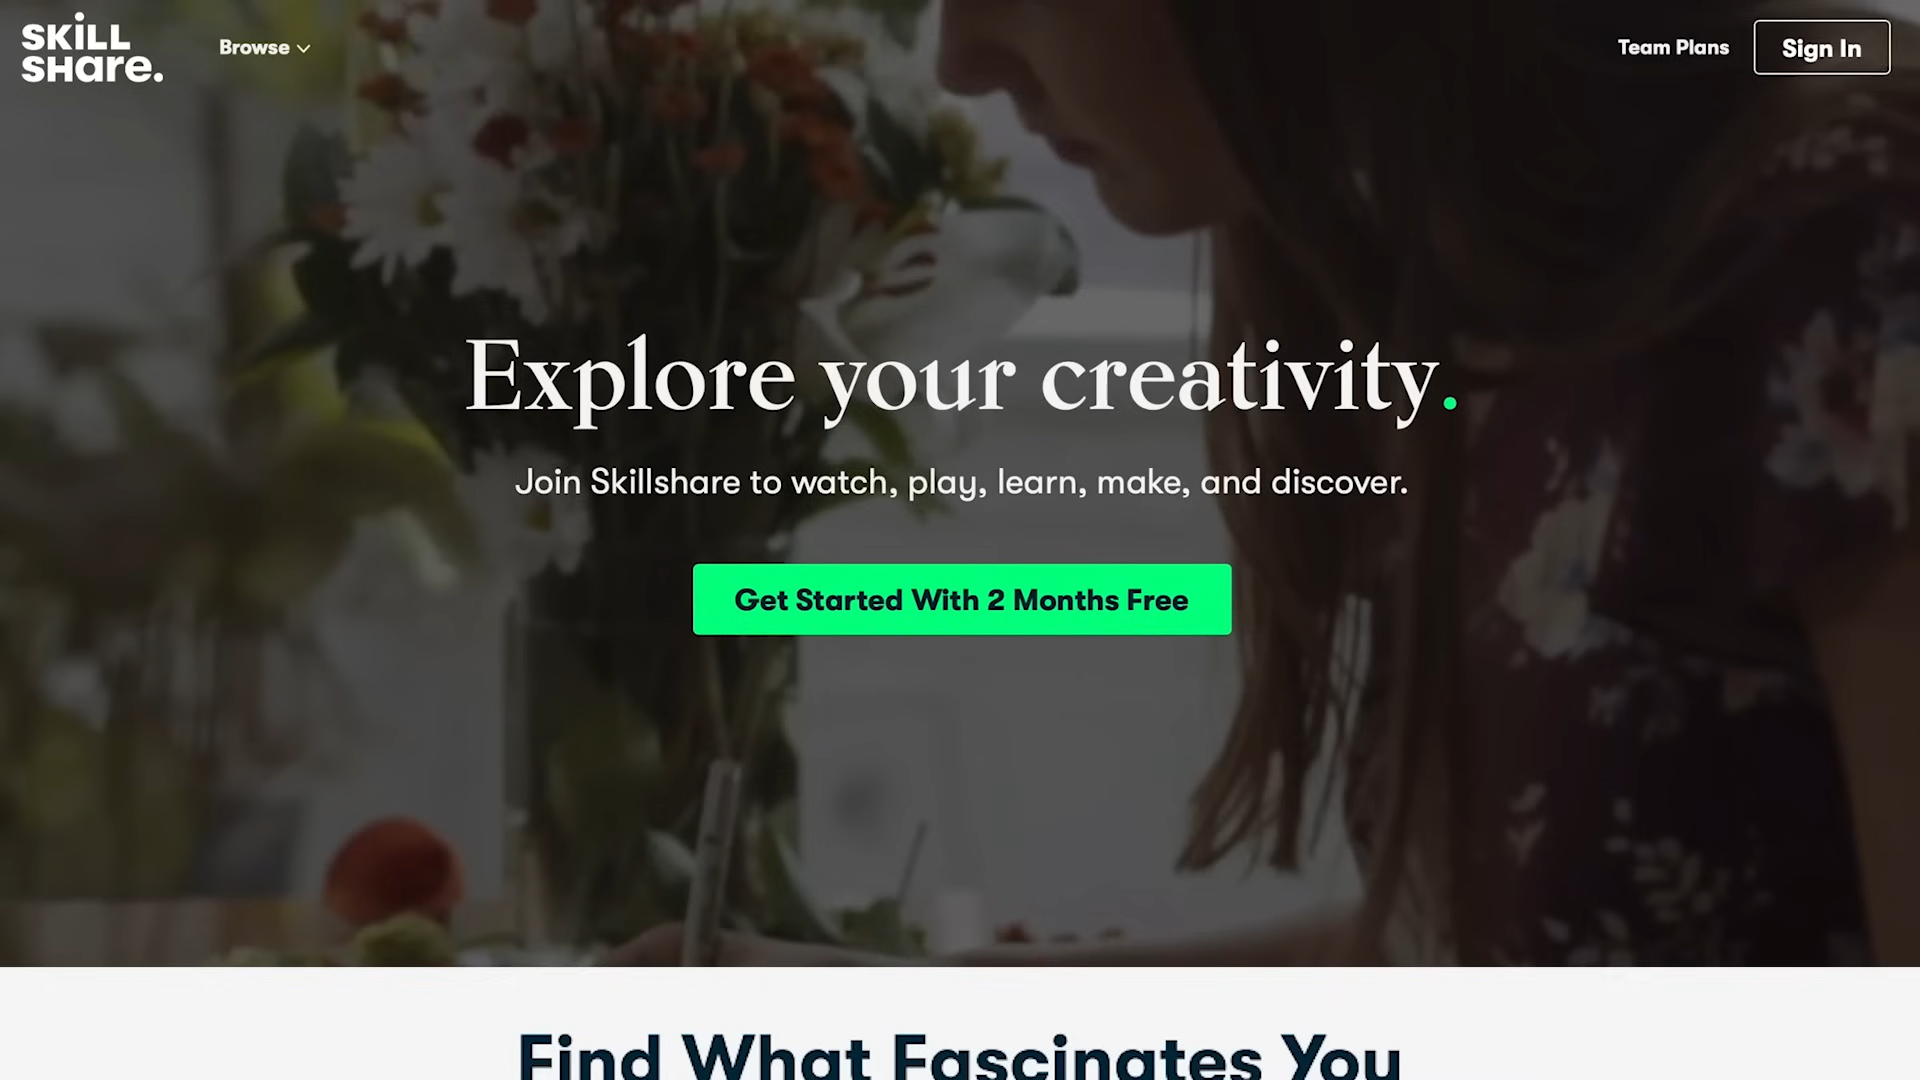 SKiLL
SHare.
Browse
Team Plans
Sign In
Explore your creativity.
Join Skillshare to watch, play, learn, make, and discover.
Get Started With 2 Months Free
Find What Fascinates You